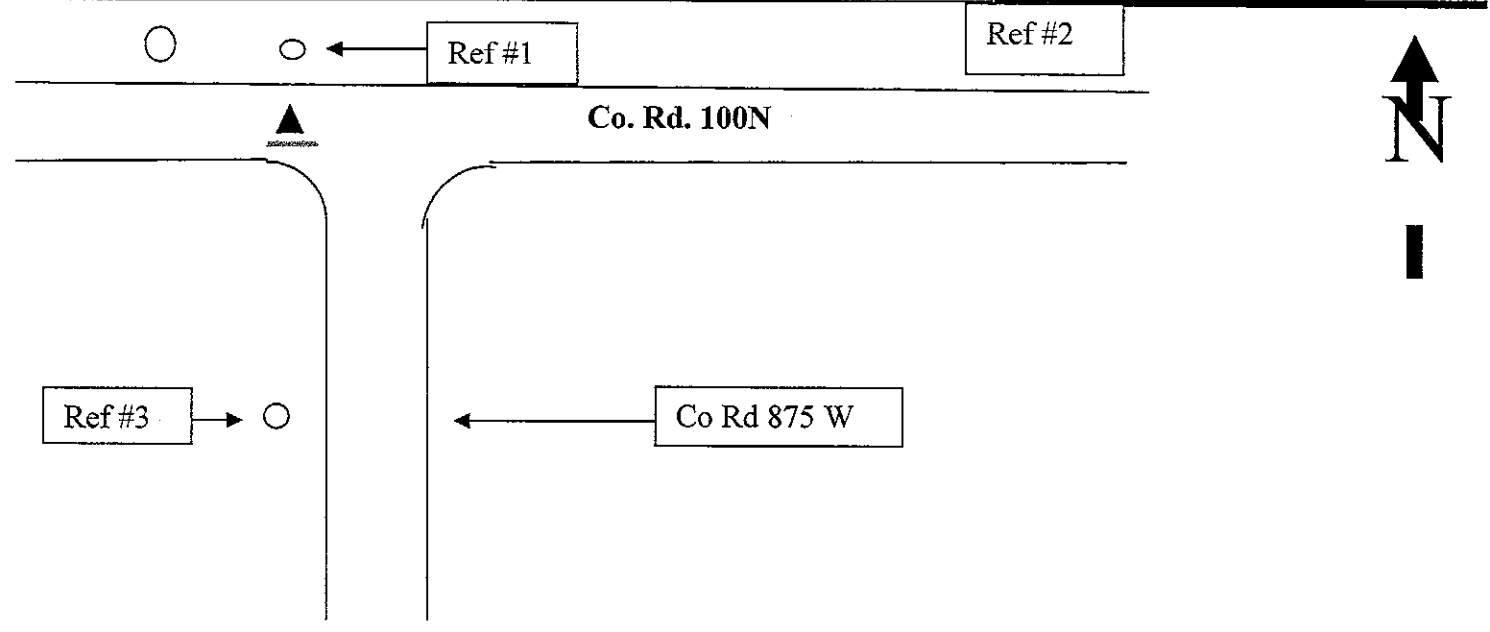 Ref #1
Ref #2
Co. Rd. 100N
N
Ref #3
Co Rd 875 W